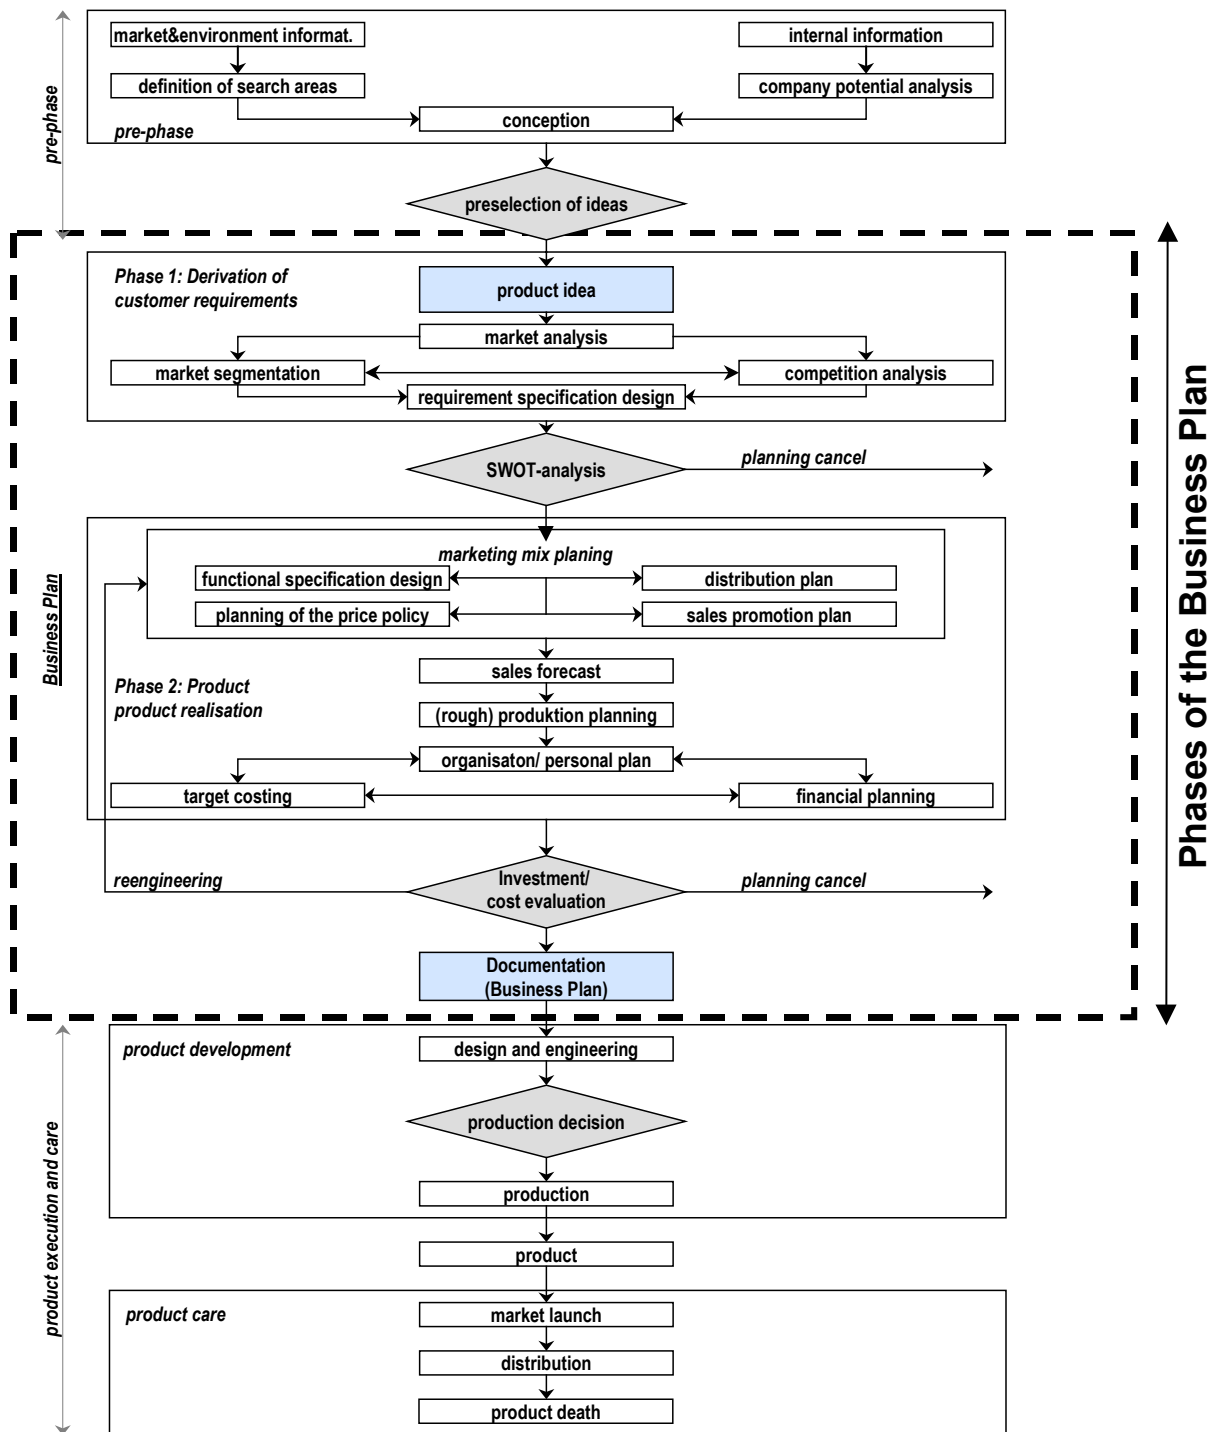 market&environment informat.
internal information
definition of search areas
company potential analysis
conception
pre-phase
pre-phase
preselection of ideas
Phase 1: Derivation of
customer requirements
product idea
market analysis
market segmentation
competition analysis
requirement specification design
SWOT-analysis
planning cancel
marketing mix planing
functional specification design
distribution plan
planning of the price policy
sales promotion plan
Business Plan
sales forecast
Phase 2: Product
product realisation
(rough) produktion planning
organisaton/ personal plan
target costing
financial planning
reengineering
Investment/
cost evaluation
planning cancel
Documentation
(Business Plan)
Phases of the Business Plan
product development
design and engineering
production decision
product execution and care
production
product
product care
market launch
distribution
product death